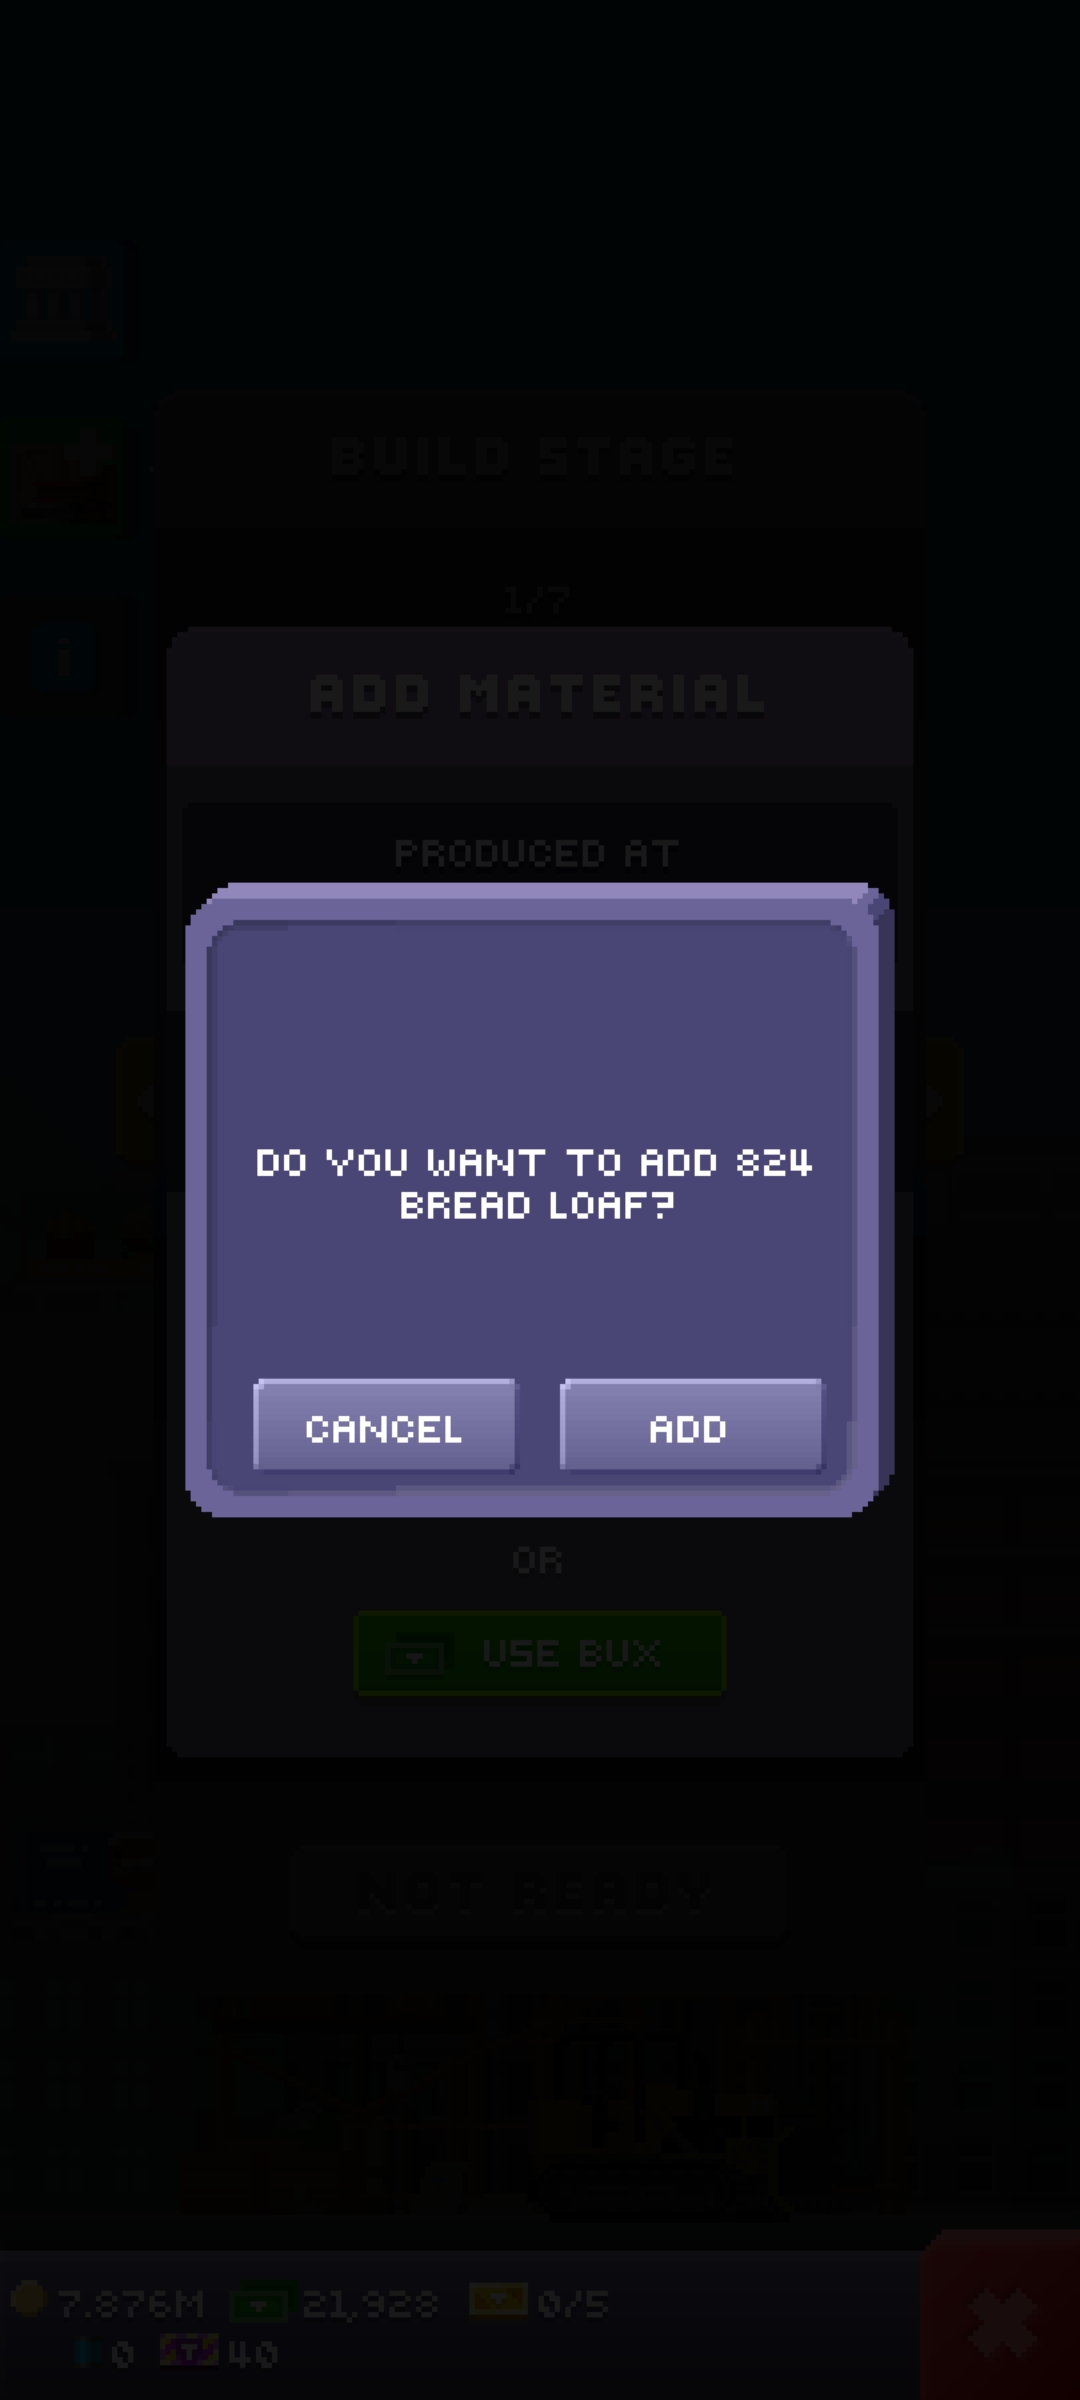 BUILD STAGE
1/7
i
ADD MATERIAL
PRODUCED AT
DO YOU WANT TO ADD 824
BREAD LOAF?
CANCEL
ADD
OR
USE BUX
NOT READY
7.876M
21,928
0/5
0
T
40